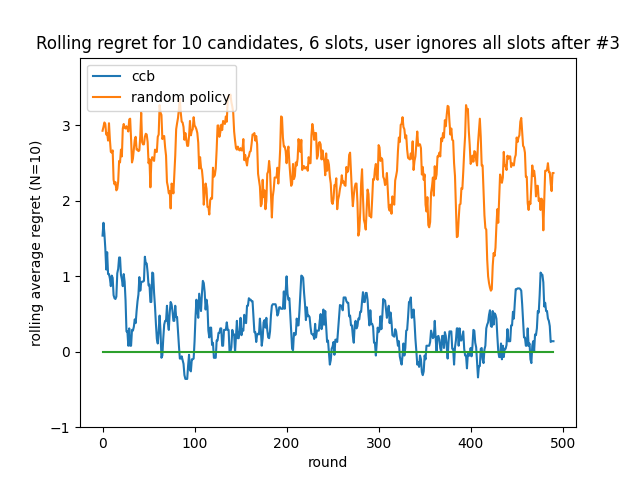 Rolling regret for 10 candidates, 6 slots, user ignores all slots after #3
ccb
random policy
rolling average regret (N=10)
3
2
1
0
−1
0
100
200
300
400
500
round